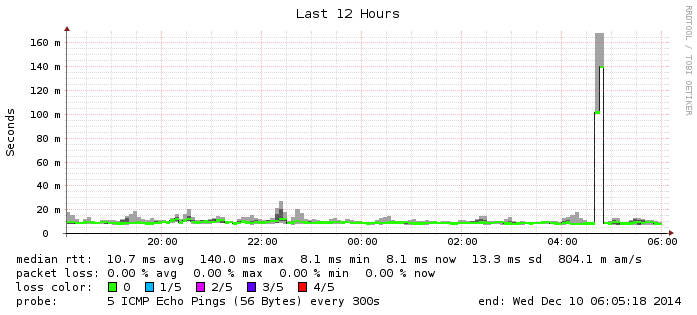 Last 12 Hours
RRDTOOL / TOBI OETIKER
Seconds
160 m
140 m
120 m
100 m
80 m
60 m
40 m
20 m
0
20:00 22:00 00:00 02:00 04:00 06:00
median rtt: 10.7 ms avg 140.0 ms max 8.1 ms min 8.1 ms now 13.3 ms sd 804.1 m am/s
packet loss: 0.00 % avg 0.00 % max 0.00 % min 0.00 % now
loss color: 0 1/5 2/5 3/5 4/5
probe: 5 ICMP Echo Pings (56 Bytes) every 300s end: Wed Dec 10 06:05:18 2014